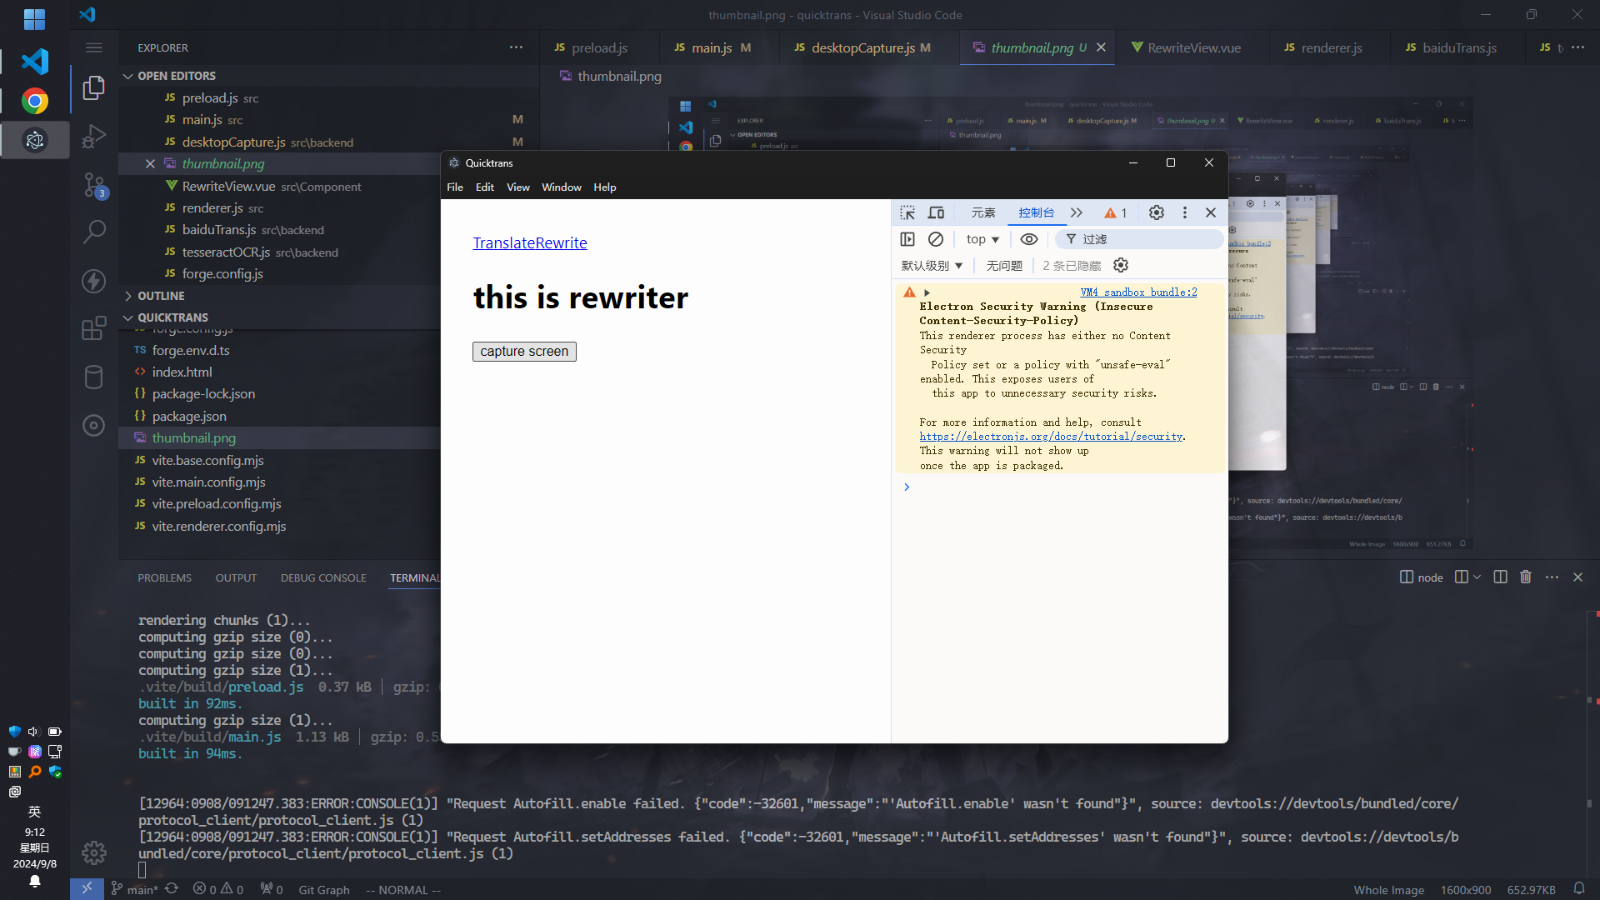 thumbnail.png - quicktrans - Visual Studio Code
EXPLORER
OPEN EDITORS
preload.js src
main.js src M
desktopCapture.js src\backend M
thumbnail.png
RewriteView.vue src\Component
renderer.js src
baiduTrans.js src\backend
tesseractOCR.js src\backend
forge.config.js
OUTLINE
QUICKTRANS
forge.config.js
TS forge.env.d.ts
index.html
package-lock.json
package.json
thumbnail.png
JS vite.base.config.mjs
JS vite.main.config.mjs
JS vite.preload.config.mjs
JS vite.renderer.config.mjs
JS preload.js
JS main.js M
JS desktopCapture.js M
thumbnail.png U
RewriteView.vue
JS renderer.js
JS baiduTrans.js
JS
thumbnail.png
Quicktrans
File Edit View Window Help
TranslateRewrite
this is rewriter
capture screen
元素
控制台
1
top
过滤
默认级别
无问题
2 条已隐藏
VM4 sandbox bundle:2
Electron Security Warning (Insecure
Content-Security-Policy)
This renderer process has either no Content
Security
Policy set or a policy with "unsafe-eval"
enabled. This exposes users of
this app to unnecessary security risks.
For more information and help, consult
https://electronjs.org/docs/tutorial/security.
This warning will not show up
once the app is packaged.
PROBLEMS OUTPUT DEBUG CONSOLE TERMINAL
node
rendering chunks (1)...
computing gzip size (0)...
computing gzip size (0)...
computing gzip size (1)...
.vite/build/preload.js 0.37 kB │ gzip:
built in 92ms.
computing gzip size (1)...
.vite/build/main.js 1.13 kB │ gzip: 0.5
built in 94ms.
[12964:0908/091247.383:ERROR:CONSOLE(1)] "Request Autofill.enable failed. {"code":-32601,"message":"'Autofill.enable' wasn't found"}", source: devtools://devtools/bundled/core/
protocol_client/protocol_client.js (1)
[12964:0908/091247.383:ERROR:CONSOLE(1)] "Request Autofill.setAddresses failed. {"code":-32601,"message":"'Autofill.setAddresses' wasn't found"}", source: devtools://devtools/b
undled/core/protocol_client/protocol_client.js (1)
3
英
9:12
星期日
2024/9/8
main* 0 0 0 Git Graph -- NORMAL --
Whole Image 1600x900 652.97KB